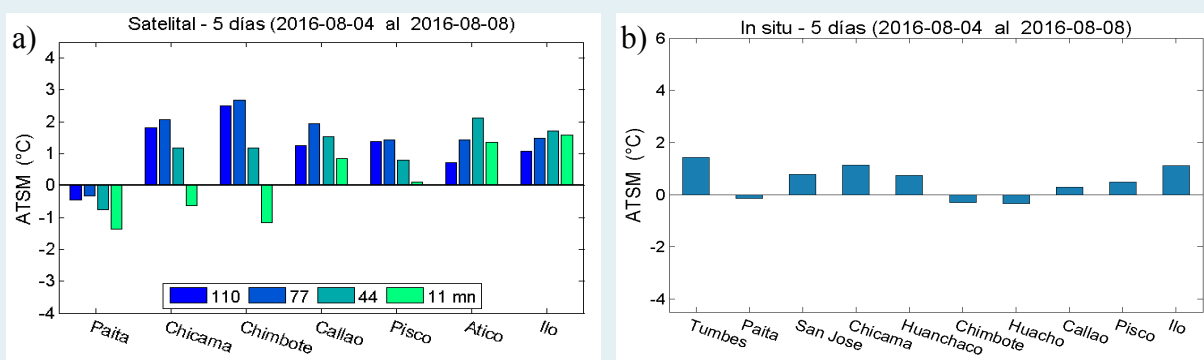 a)
Satelital - 5 días (2016-08-04 al 2016-08-08)
ATSM (°C)
4
3
2
1
0
-1
-2
-3
-4
110 77 44 11 mn
Paita Chicama Chimbote Callao Pisco Atico Ilo
b)
In situ - 5 días (2016-08-04 al 2016-08-08)
ATSM (°C)
6
4
2
0
-2
-4
Tumbes Paita San Jose Chicama Huanchaco Chimbote Huacho Callao Pisco Ilo